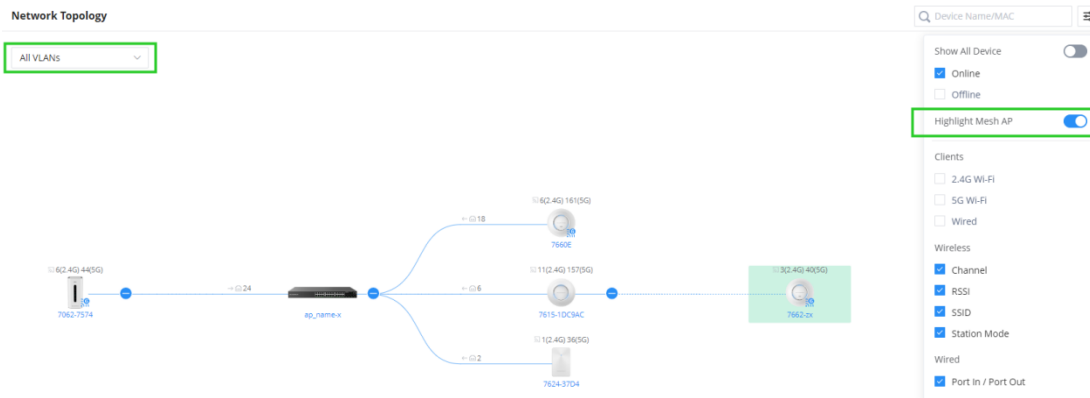 Network Topology
Device Name/MAC
All VLANs
Show All Device
Online
Offline
Highlight Mesh AP
Clients
2.4G Wi-Fi
5G Wi-Fi
Wired
Wireless
Channel
RSSI
SSID
Station Mode
Wired
Port In / Port Out
6(2.4G) 161(5G)
18
7660E
6(2.4G) 44(5G)
24
7062-7574
ap_name-x
11(2.4G) 157(5G)
6
7615-1DC9AC
3(2.4G) 40(5G)
7662-zx
1(2.4G) 36(5G)
2
7624-37D4